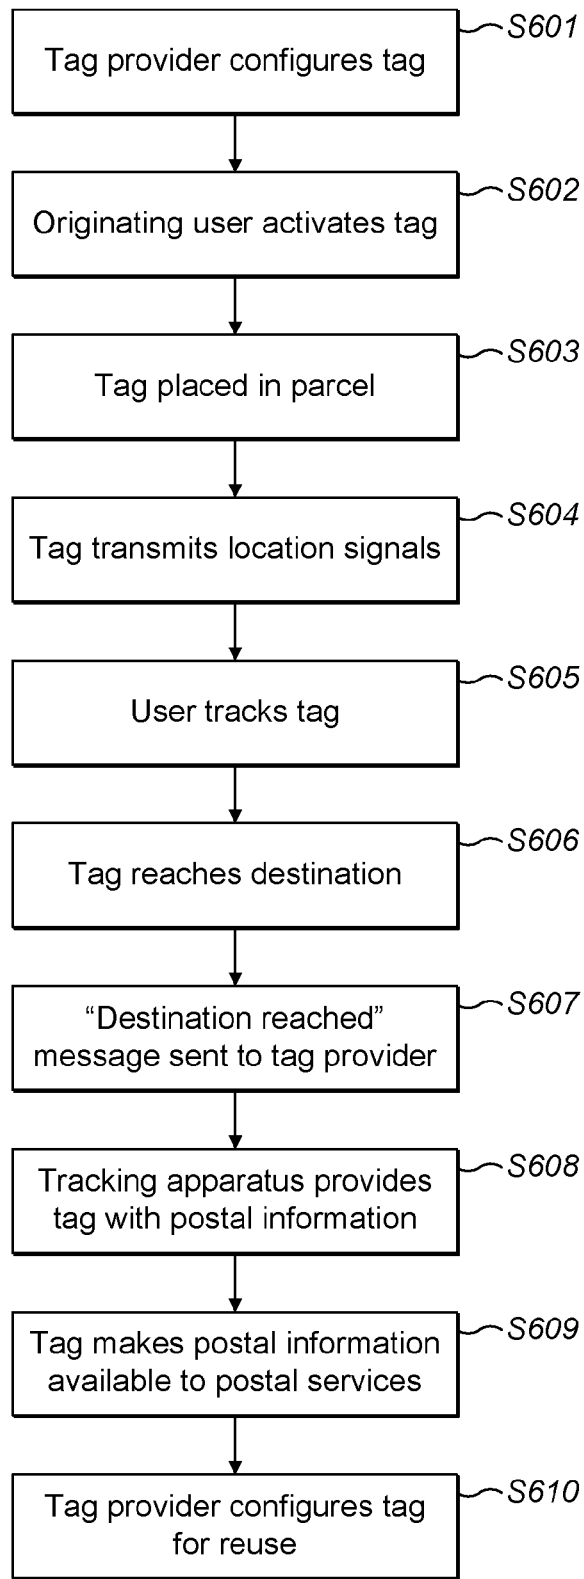 S601
Tag provider configures tag
S602
Originating user activates tag
S603
Tag placed in parcel
S604
Tag transmits location signals
S605
User tracks tag
S606
Tag reaches destination
S607
“Destination reached”
message sent to tag provider
S608
Tracking apparatus provides
tag with postal information
S609
Tag makes postal information
available to postal services
S610
Tag provider configures tag
for reuse